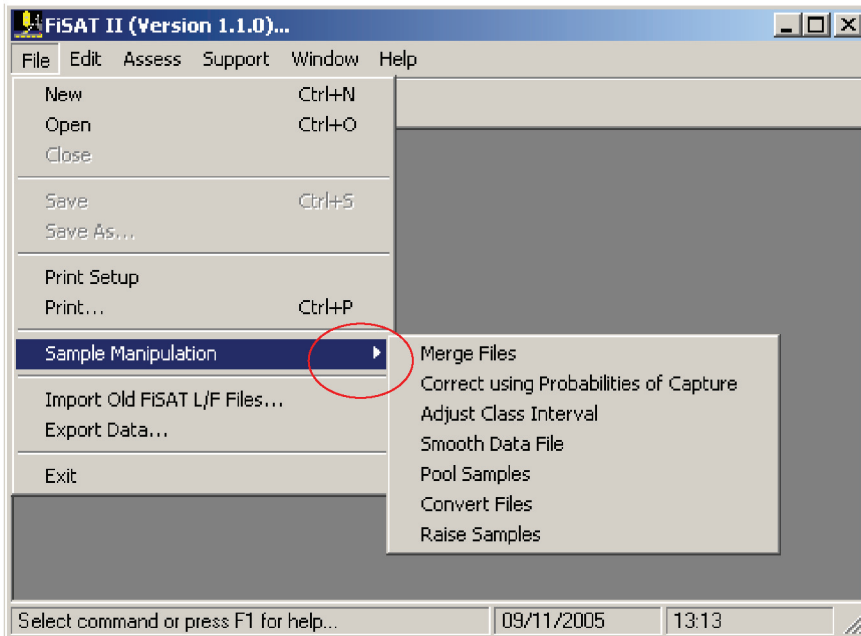 FiSAT II (Version 1.1.0)...
File Edit Assess Support Window Help
New Ctrl+N
Open Ctrl+O
Close
Save Ctrl+S
Save As...
Print Setup
Print... Ctrl+P
Sample Manipulation
Import Old FiSAT L/F Files...
Export Data...
Exit
Merge Files
Correct using Probabilities of Capture
Adjust Class Interval
Smooth Data File
Pool Samples
Convert Files
Raise Samples
Select command or press F1 for help... 09/11/2005 13:13